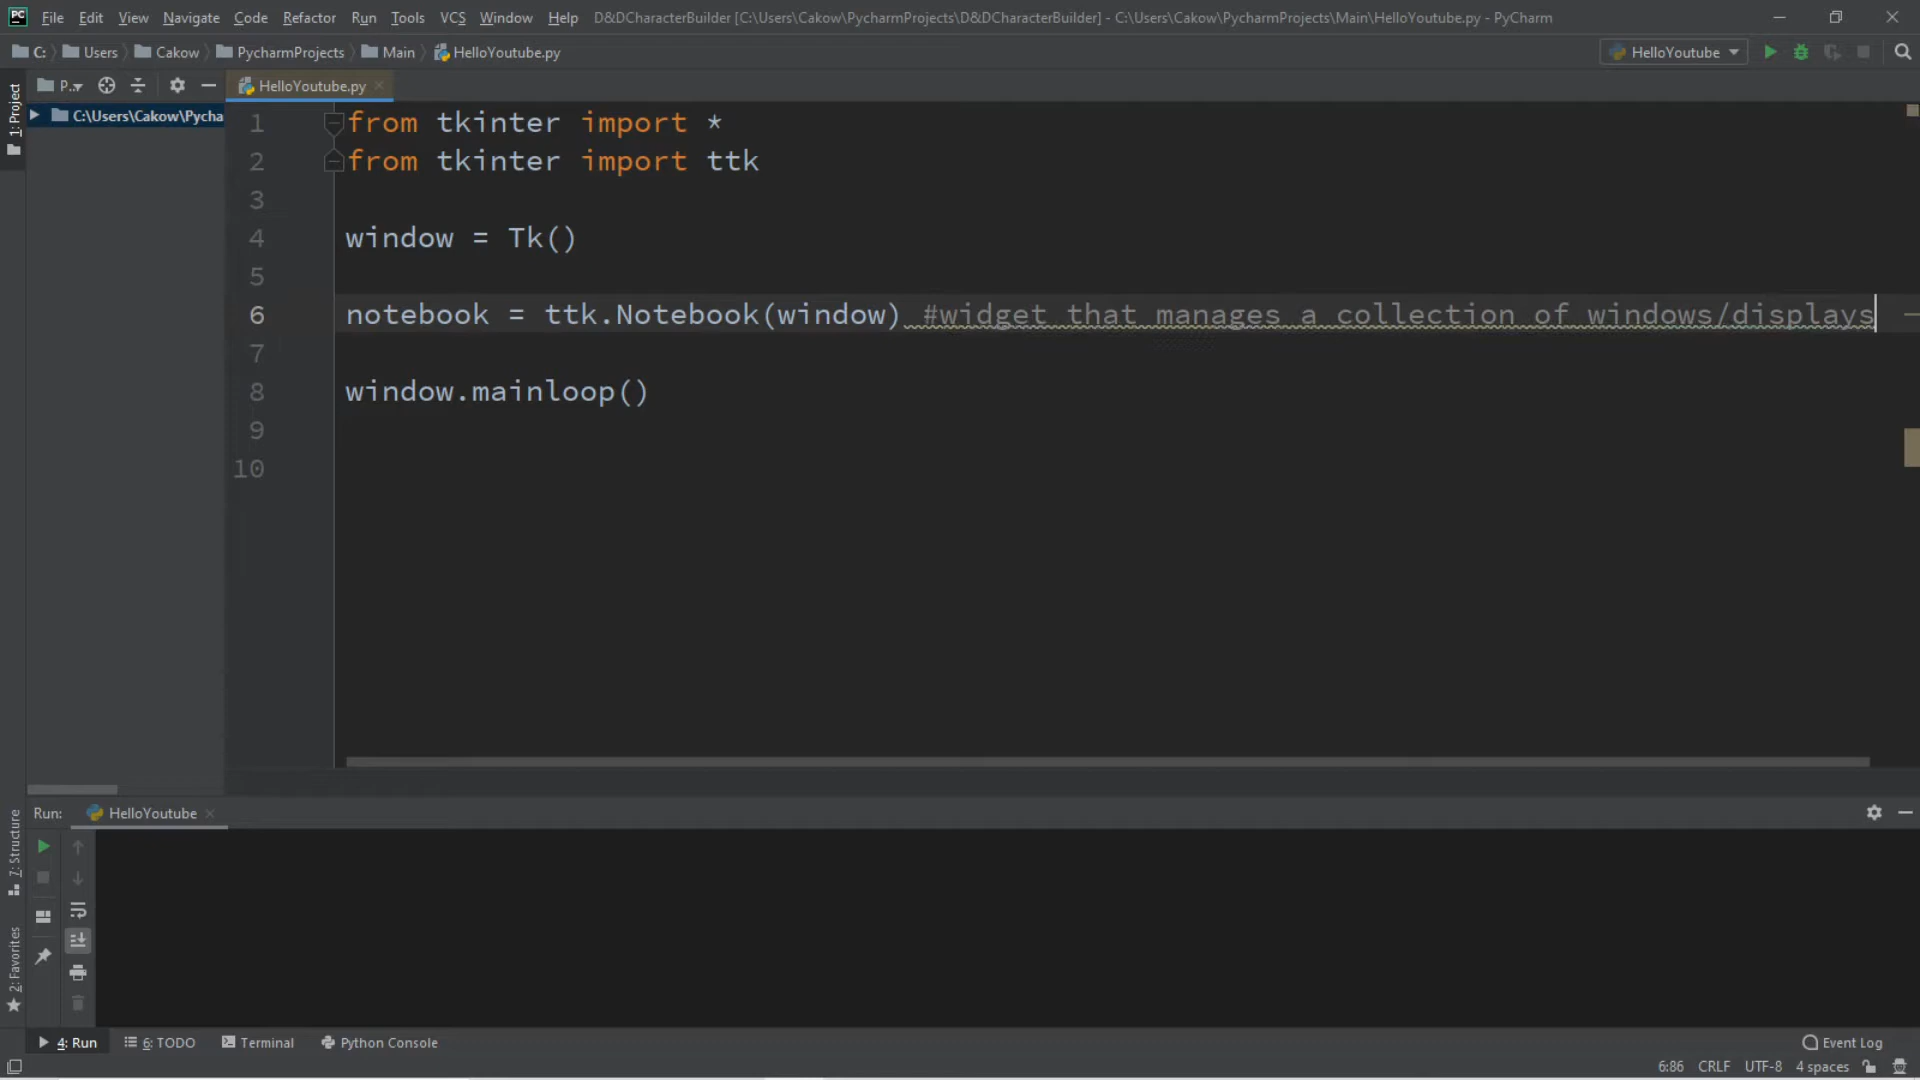 PC File Edit View Navigate Code Refactor Run Tools VCS Window Help D&DCharacterBuilder [C:\Users\Cakow\PycharmProjects\D&DCharacterBuilder] - C:\Users\Cakow\PycharmProjects\Main\HelloYoutube.py - PyCharm
C: Users Cakow PycharmProjects Main HelloYoutube.py HelloYoutube
1: Project
P.. HelloYoutube.py
C:\Users\Cakow\Pycha
1 from tkinter import *
2 from tkinter import ttk
3
4 window = Tk()
5
6 notebook = ttk.Notebook(window) #widget that manages a collection of windows/displays
7
8 window.mainloop()
9
10
Run: HelloYoutube
7: Structure
2: Favorites
4: Run 6: TODO Terminal Python Console Event Log
6:86 CRLF UTF-8 4 spaces